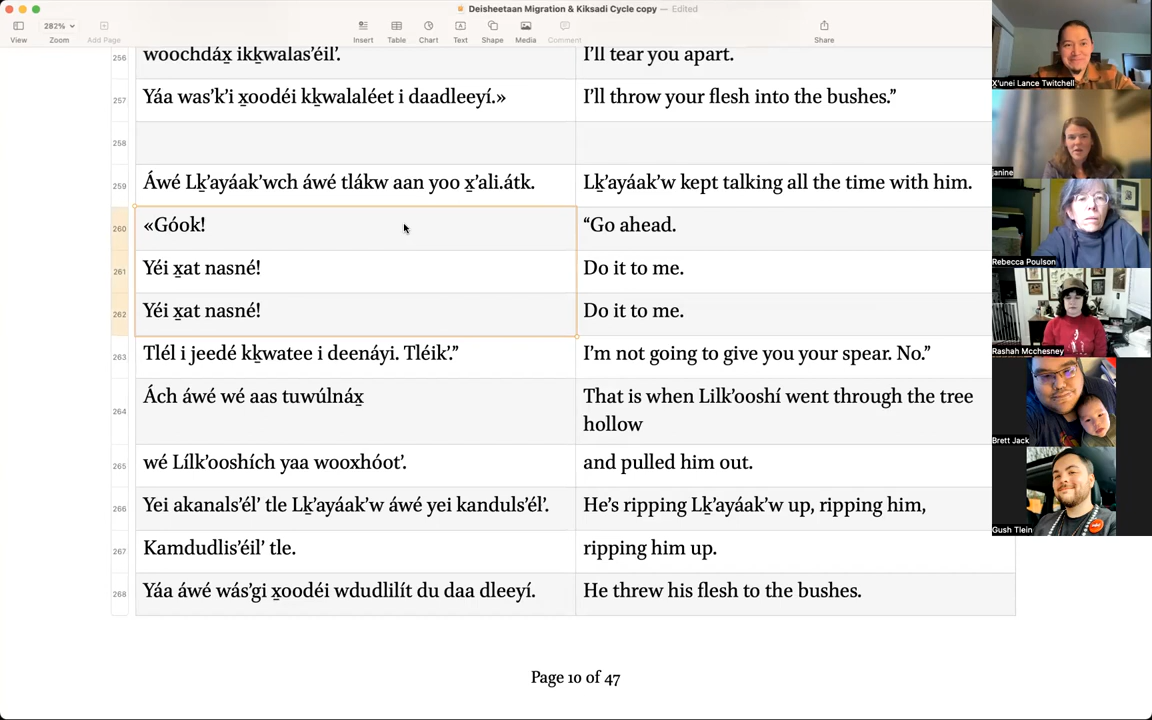 Deisheetaan Migration & Kiksadi Cycle copy — Edited
282%
View
Zoom
Add Page
Insert
Table
Chart
Text
Shape
Media
Comment
Share
256 woochdáx̱ iḵḵwalas'éil'. I'll tear you apart.
257 Yáa was'k'i x̱oodéi kḵwalaléet i daadleeyí.» I'll throw your flesh into the bushes.”
258
259 Áwé Lḵ'ayáak'wch áwé tlákw aan yoo x̱'ali.átk. Lḵ'ayáak'w kept talking all the time with him.
260 «Góok! “Go ahead.
261 Yéi x̱at nasné! Do it to me.
262 Yéi x̱at nasné! Do it to me.
263 Tlél i jeedé kḵwatee i deenáyi. Tléik'.” I'm not going to give you your spear. No.”
264 Ách áwé wé aas tuwúlnáx̱ That is when Lilk'ooshí went through the tree
hollow
265 wé Lílk'ooshích yaa wooxhóot'. and pulled him out.
266 Yei akanals'él' tle Lḵ'ayáak'w áwé yei kanduls'él'. He's ripping Lḵ'ayáak'w up, ripping him,
267 Kamdudlis'éil' tle. ripping him up.
268 Yáa áwé wás'gi x̱oodéi wdudlilít du daa dleeyí. He threw his flesh to the bushes.
Page 10 of 47
X̱'unei Lance Twitchell
janine
Rebecca Poulson
Rashah Mcchesney
Brett Jack
Gush Tlein